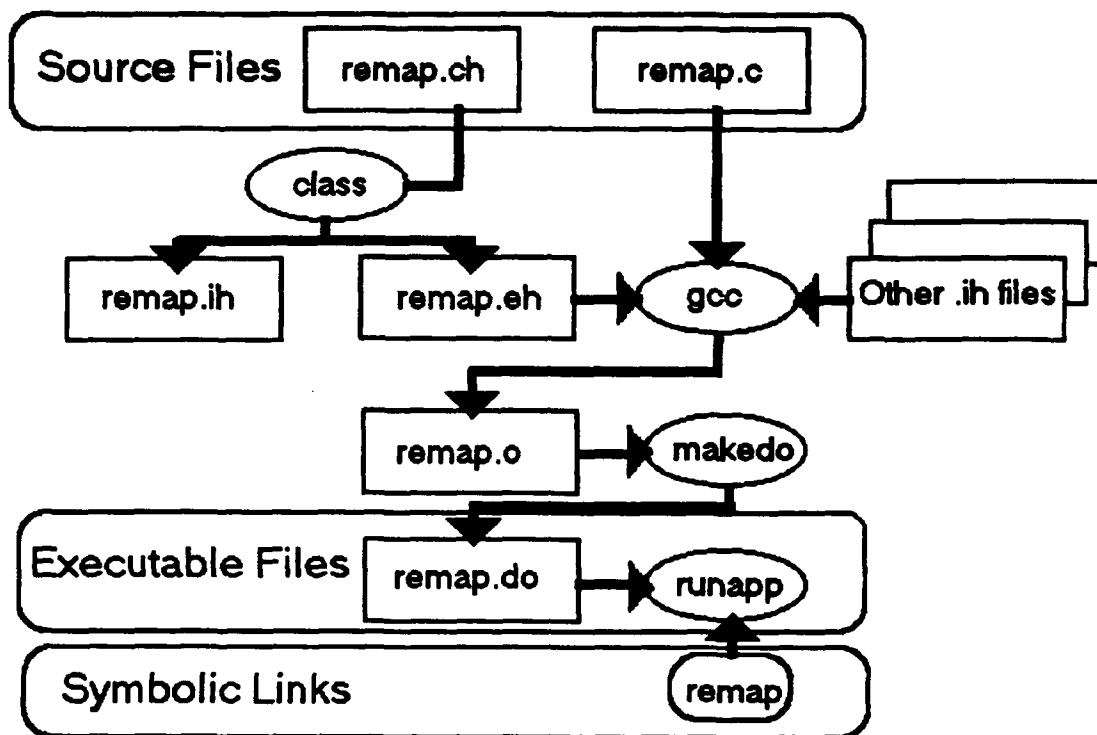 Source Files
remap.ch
remap.c
class
remap.ih
remap.eh
gcc
Other .ih files
remap.o
makedo
Executable Files
remap.do
runapp
Symbolic Links
remap